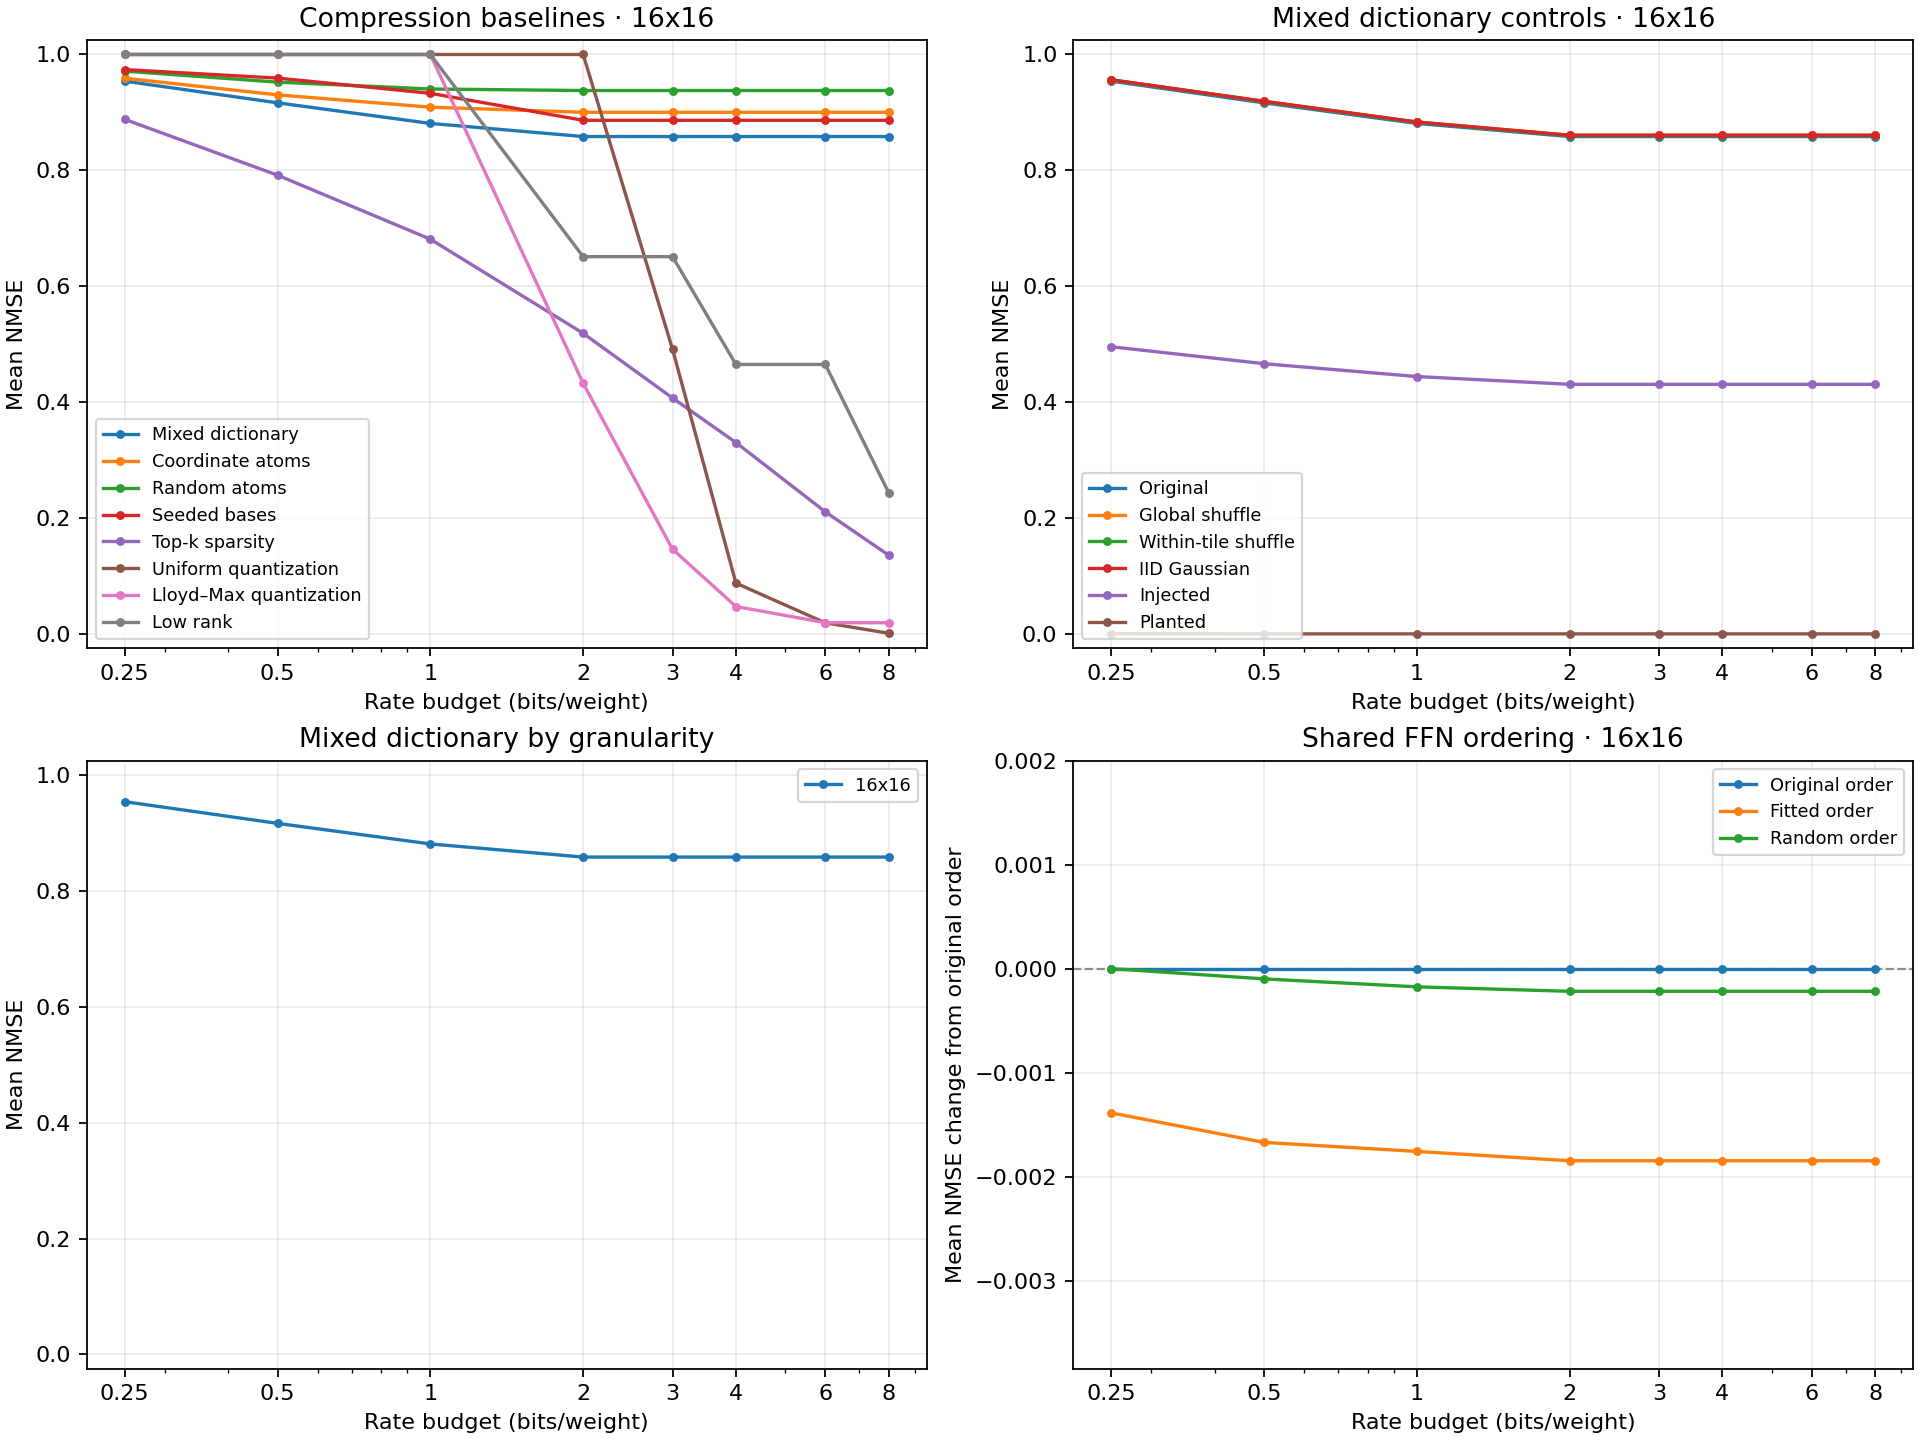 Compression baselines · 16x16
Mean NMSE
1.0
0.8
0.6
0.4
0.2
0.0
Mixed dictionary
Coordinate atoms
Random atoms
Seeded bases
Top-k sparsity
Uniform quantization
Lloyd–Max quantization
Low rank
0.25 0.5 1 2 3 4 6 8
Rate budget (bits/weight)
Mixed dictionary controls · 16x16
Mean NMSE
1.0
0.8
0.6
0.4
0.2
0.0
Original
Global shuffle
Within-tile shuffle
IID Gaussian
Injected
Planted
0.25 0.5 1 2 3 4 6 8
Rate budget (bits/weight)
Mixed dictionary by granularity
Mean NMSE
1.0
0.8
0.6
0.4
0.2
0.0
16x16
0.25 0.5 1 2 3 4 6 8
Rate budget (bits/weight)
Shared FFN ordering · 16x16
Mean NMSE change from original order
0.002
0.001
0.000
−0.001
−0.002
−0.003
Original order
Fitted order
Random order
0.25 0.5 1 2 3 4 6 8
Rate budget (bits/weight)